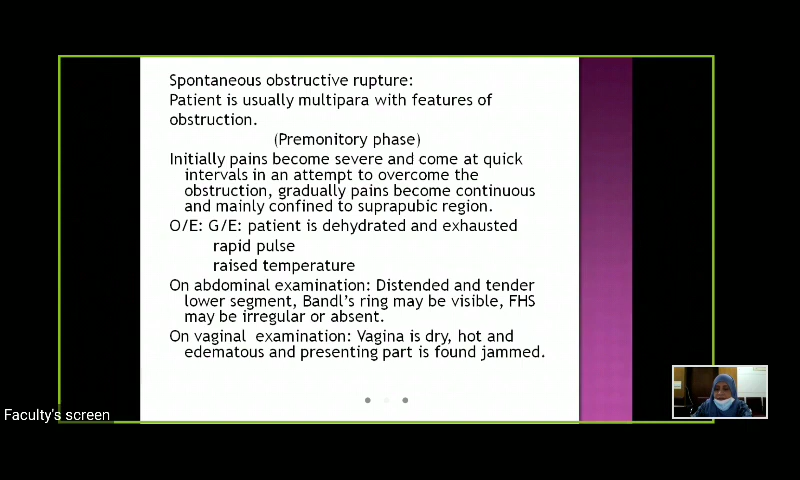 Spontaneous obstructive rupture:
Patient is usually multipara with features of
obstruction.
(Premonitory phase)
Initially pains become severe and come at quick
intervals in an attempt to overcome the
obstruction, gradually pains become continuous
and mainly confined to suprapubic region.
O/E: G/E: patient is dehydrated and exhausted
rapid pulse
raised temperature
On abdominal examination: Distended and tender
lower segment, Bandl’s ring may be visible, FHS
may be irregular or absent.
On vaginal  examination: Vagina is dry, hot and
edematous and presenting part is found jammed.
Faculty's screen